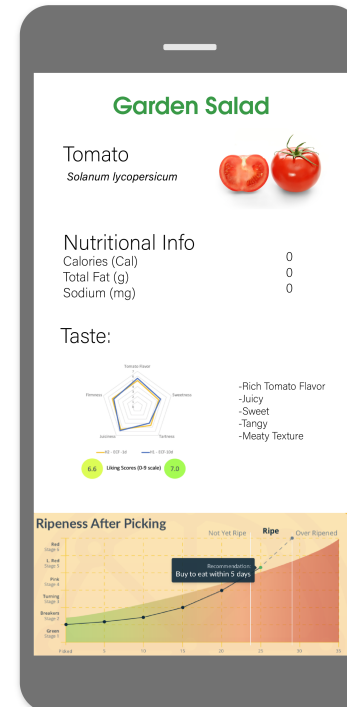 Garden Salad
Tomato
Solanum lycopersicum
Nutritional Info
Calories (Cal) 0
Total Fat (g) 0
Sodium (mg) 0
Taste:
Tomato flavor
Firmness
Sweetness
Juiciness
Tartness
6.6 Liking Scores (0-9 scale) 7.0
-Rich Tomato Flavor
-Juicy
-Sweet
-Tangy
-Meaty Texture
Ripeness After Picking
Not Yet Ripe Ripe Over Ripened
Red
Stage 6
L. Red
Stage 5
Pink
Stage 4
Turning
Stage 3
Breakers
Stage 2
Green
Stage 1
Recommendation:
Buy to eat within 5 days
5 10 15 20 25 30 35